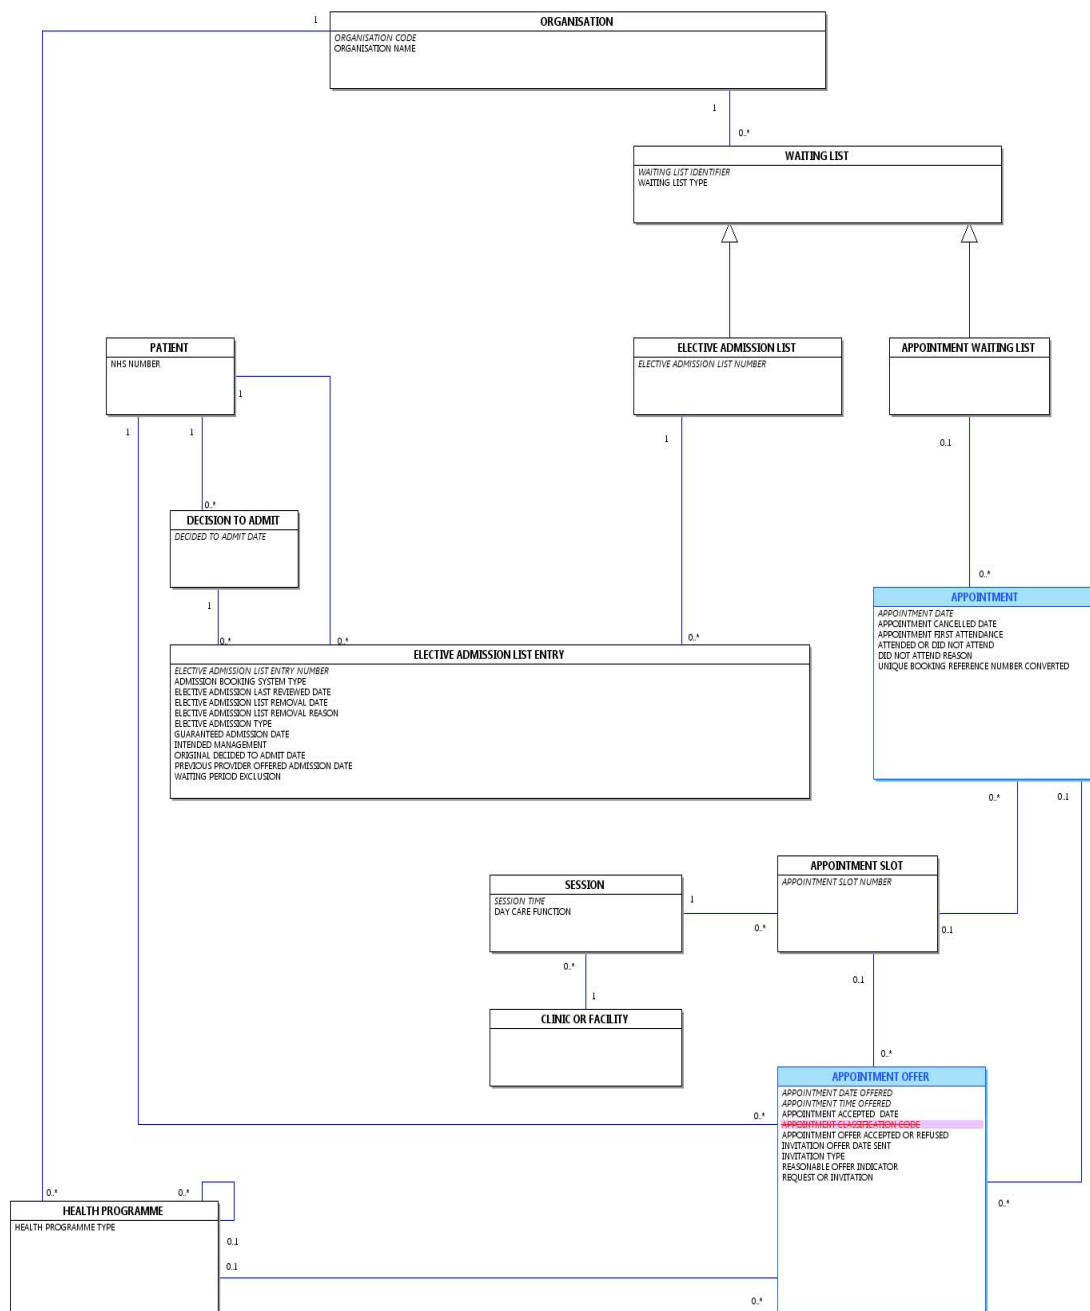 1
ORGANISATION
ORGANISATION CODE
ORGANISATION NAME
1
0..*
WAITING LIST
WAITING LIST IDENTIFIER
WAITING LIST TYPE
PATIENT
NHS NUMBER
1
1
1
ELECTIVE ADMISSION LIST
ELECTIVE ADMISSION LIST NUMBER
1
APPOINTMENT WAITING LIST
0..1
0..*
DECISION TO ADMIT
DECIDED TO ADMIT DATE
1
0..*
0..*
0..*
0..*
ELECTIVE ADMISSION LIST ENTRY
ELECTIVE ADMISSION LIST ENTRY NUMBER
ADMISSION BOOKING SYSTEM TYPE
ELECTIVE ADMISSION LAST REVIEWED DATE
ELECTIVE ADMISSION LIST REMOVAL DATE
ELECTIVE ADMISSION LIST REMOVAL REASON
ELECTIVE ADMISSION TYPE
GUARANTEED ADMISSION DATE
INTENDED MANAGEMENT
ORIGINAL DECIDED TO ADMIT DATE
PREVIOUS PROVIDER OFFERED ADMISSION DATE
WAITING PERIOD EXCLUSION
APPOINTMENT
APPOINTMENT DATE
APPOINTMENT CANCELLED DATE
APPOINTMENT FIRST ATTENDANCE
ATTENDED OR DID NOT ATTEND
DID NOT ATTEND REASON
UNIQUE BOOKING REFERENCE NUMBER CONVERTED
0..*
0..1
SESSION
SESSION TIME
DAY CARE FUNCTION
1
0..*
APPOINTMENT SLOT
APPOINTMENT SLOT NUMBER
0..1
0..*
1
0..1
0..*
CLINIC OR FACILITY
APPOINTMENT OFFER
APPOINTMENT DATE OFFERED
APPOINTMENT TIME OFFERED
APPOINTMENT ACCEPTED DATE
APPOINTMENT CLASSIFICATION CODE
APPOINTMENT OFFER ACCEPTED OR REFUSED
INVITATION OFFER DATE SENT
INVITATION TYPE
REASONABLE OFFER INDICATOR
REQUEST OR INVITATION
0..*
0..*
0..*
0..*
HEALTH PROGRAMME
HEALTH PROGRAMME TYPE
0..1
0..1
0..*